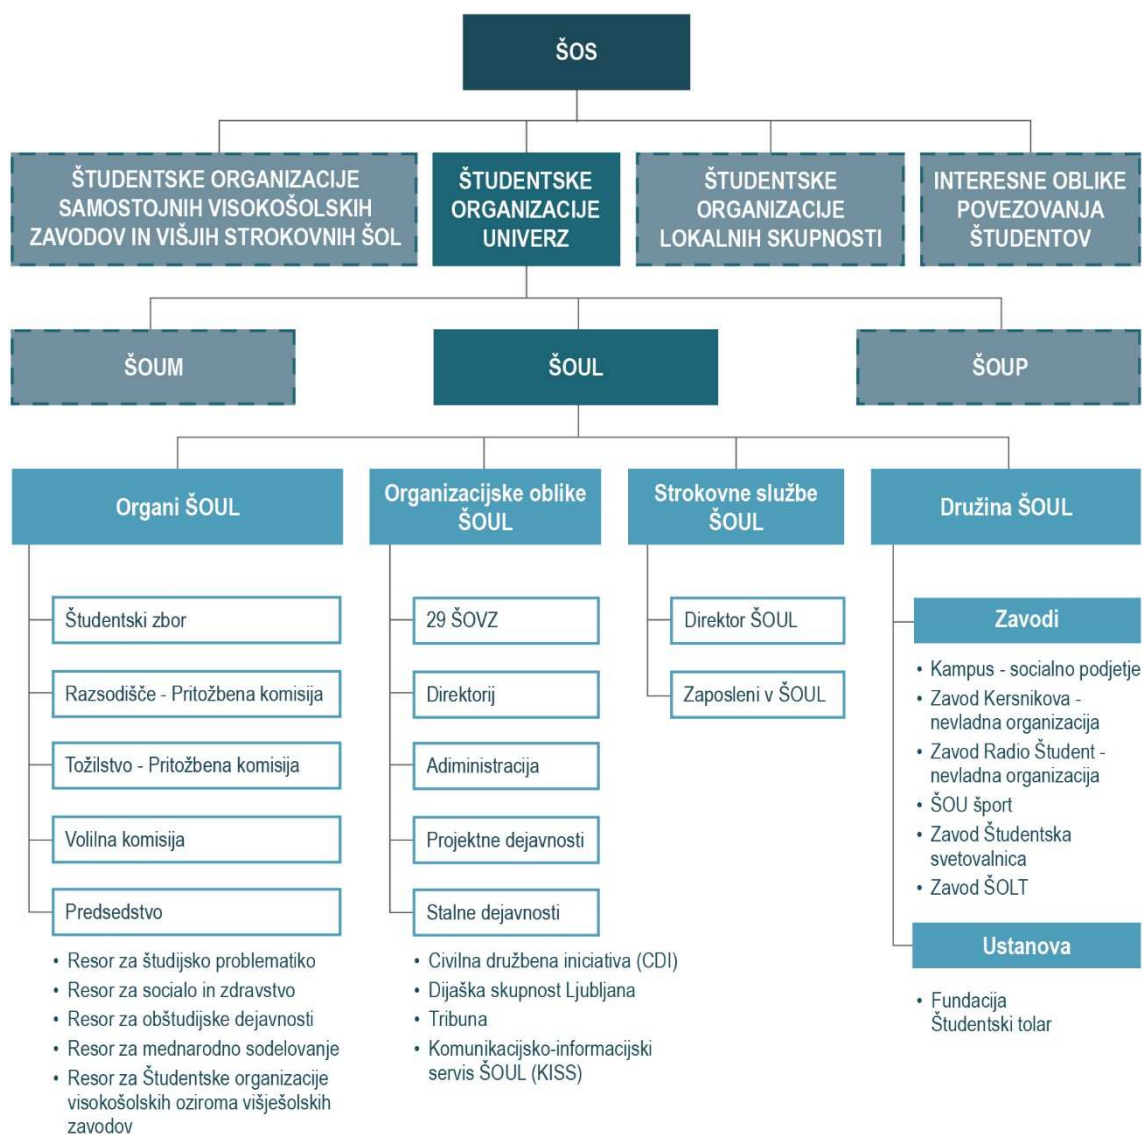 ŠOS
ŠTUDENTSKE ORGANIZACIJE
SAMOSTOJNIH VISOKOŠOLSKIH
ZAVODOV IN VIŠJIH STROKOVNIH ŠOL
ŠTUDENTSKE
ORGANIZACIJE
UNIVERZ
ŠTUDENTSKE
ORGANIZACIJE
LOKALNIH SKUPNOSTI
INTERESNE OBLIKE
POVEZOVANJA
ŠTUDENTOV
ŠOUM
ŠOUL
ŠOUP
Organi ŠOUL
Študentski zbor
Razsodišče - Pritožbena komisija
Tožilstvo - Pritožbena komisija
Volilna komisija
Predsedstvo
• Resor za študijsko problematiko
• Resor za socialo in zdravstvo
• Resor za obštudijske dejavnosti
• Resor za mednarodno sodelovanje
• Resor za Študentske organizacije
visokošolskih oziroma višješolskih
zavodov
Organizacijske oblike
ŠOUL
29 ŠOVZ
Direktorij
Adiministracija
Projektne dejavnosti
Stalne dejavnosti
• Civilna družbena iniciativa (CDI)
• Dijaška skupnost Ljubljana
• Tribuna
• Komunikacijsko-informacijski
servis ŠOUL (KISS)
Strokovne službe
ŠOUL
Direktor ŠOUL
Zaposleni v ŠOUL
Družina ŠOUL
Zavodi
• Kampus - socialno podjetje
• Zavod Kersnikova -
nevladna organizacija
• Zavod Radio Študent -
nevladna organizacija
• ŠOU šport
• Zavod Študentska
svetovalnica
• Zavod ŠOLT
Ustanova
• Fundacija
Študentski tolar